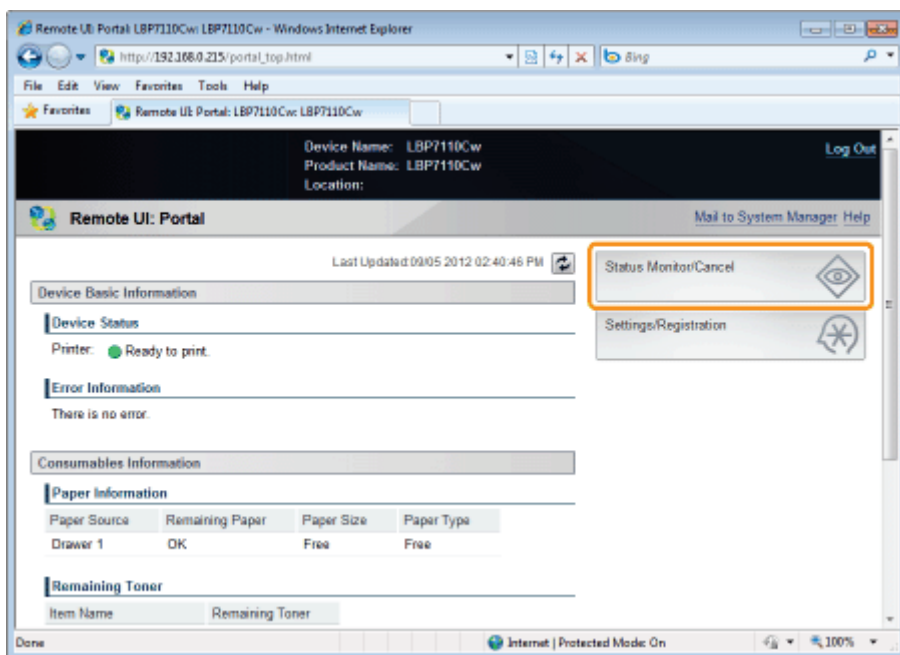 Remote UI: Portal: LBP7110Cw: LBP7110Cw - Windows Internet Explorer
http://192.168.0.215/portal_top.html
Bing
File Edit View Favorites Tools Help
Favorites Remote UI: Portal: LBP7110Cw: LBP7110Cw
Device Name: LBP7110Cw
Product Name: LBP7110Cw
Location:
Log Out
Remote UI: Portal
Mail to System Manager Help
Last Updated:09/05 2012 02:40:46 PM
Status Monitor/Cancel
Device Basic Information
Device Status
Settings/Registration
Printer: Ready to print.
Error Information
There is no error.
Consumables Information
Paper Information
Paper Source Remaining Paper Paper Size Paper Type
Drawer 1 OK Free Free
Remaining Toner
Item Name Remaining Toner
Done Internet | Protected Mode: On 100%